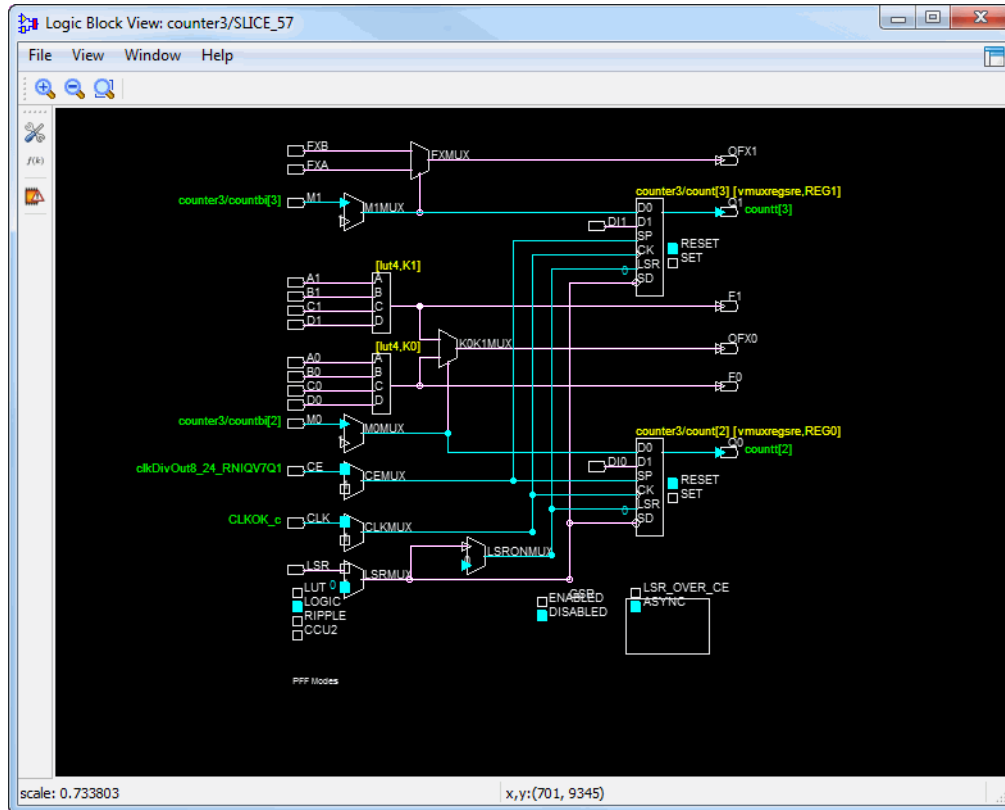 Logic Block View: counter3/SLICE_57
File View Window Help
f(k)
FXB
FXMUX
OFX1
FXA
counter3/count[3] [vmuxregsre,REG1]
counter3/countbi[3]
M1
M1MUX
D0
Q1
countt[3]
DI1
D1
SP
CK
RESET
SET
0
LSR
SD
[lut4,K1]
A1
A
B1
B
C1
C
D1
D
F1
K0K1MUX
OFX0
[lut4,K0]
A0
A
B0
B
C0
C
D0
D
F0
counter3/countbi[2]
M0
M0MUX
counter3/count[2] [vmuxregsre,REG0]
D0
Q0
countt[2]
DI0
D1
SP
CK
RESET
SET
0
LSR
SD
clkDivOut8_24_RNIQV7Q1
CE
CEMUX
CLKOK_c
CLK
CLKMUX
LSRONMUX
LSR
LSRMUX
0
LUT
LOGIC
RIPPLE
CCU2
GSR
ENABLED
DISABLED
LSR_OVER_CE
ASYNC
PFF Modes
scale: 0.733803
x,y:(701, 9345)